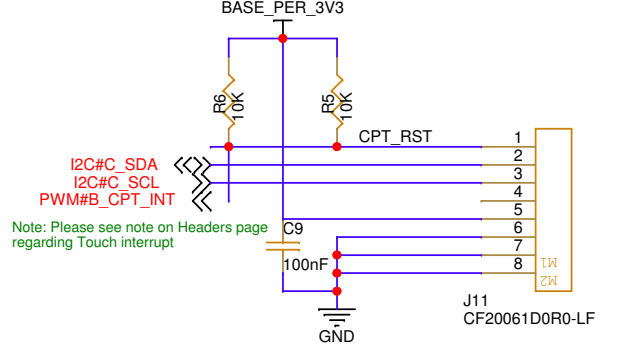 BASE_PER_3V3
R6
10K
R5
10K
CPT_RST
1
I2C#C_SDA
2
I2C#C_SCL
3
PWM#B_CPT_INT
4
5
Note: Please see note on Headers page
regarding Touch interrupt
C9
6
7
100nF
8
M1
M2
J11
CF20061D0R0-LF
GND